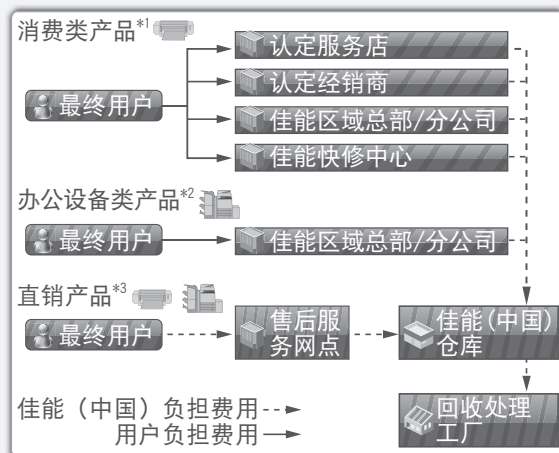 消费类产品*1
最终用户
认定服务店
认定经销商
佳能区域总部/分公司
佳能快修中心
办公设备类产品*2
最终用户
佳能区域总部/分公司
直销产品*3
最终用户
售后服
务网点
佳能(中国)
仓库
佳能（中国）负担费用
用户负担费用
回收处理
工厂